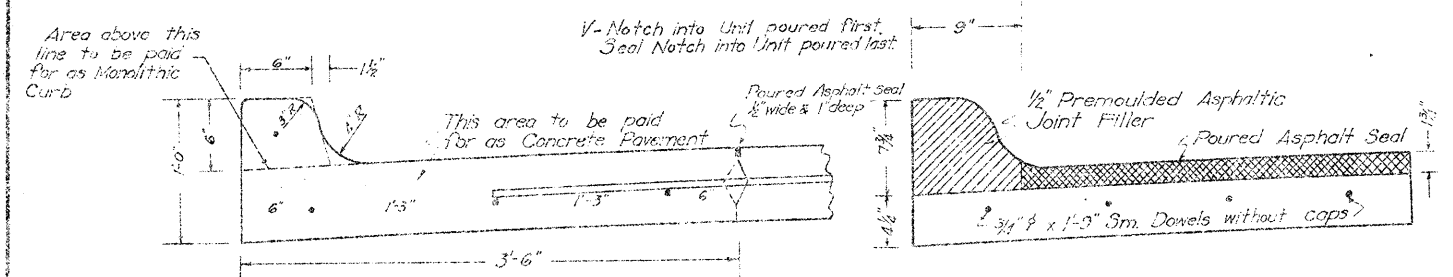 Area above this
line to be paid
for as Monolithic
Curb
6"
1½"
3" R
6"
1'-0"
This area to be paid
for as Concrete Pavement
6"
1'-3"
1'-3"
6
3'-6"
V-Notch into Unit poured first.
Seal Notch into Unit poured last.
Poured Asphalt Seal
wide & 1" deep
9"
½" Premoulded Asphaltic
Joint Filler
Poured Asphalt Seal
7¾"
4½"
¾" ϕ x 1'-9" Sm. Dowels without caps